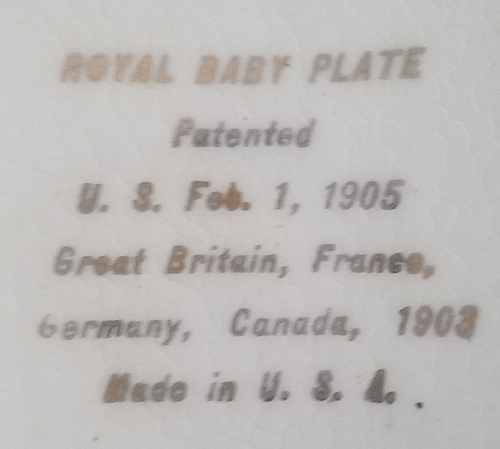 ROYAL BABY PLATE
Patented
U. S. Feb. 1, 1905
Great Britain, France,
Germany, Canada, 1903
Made in U. S. A.